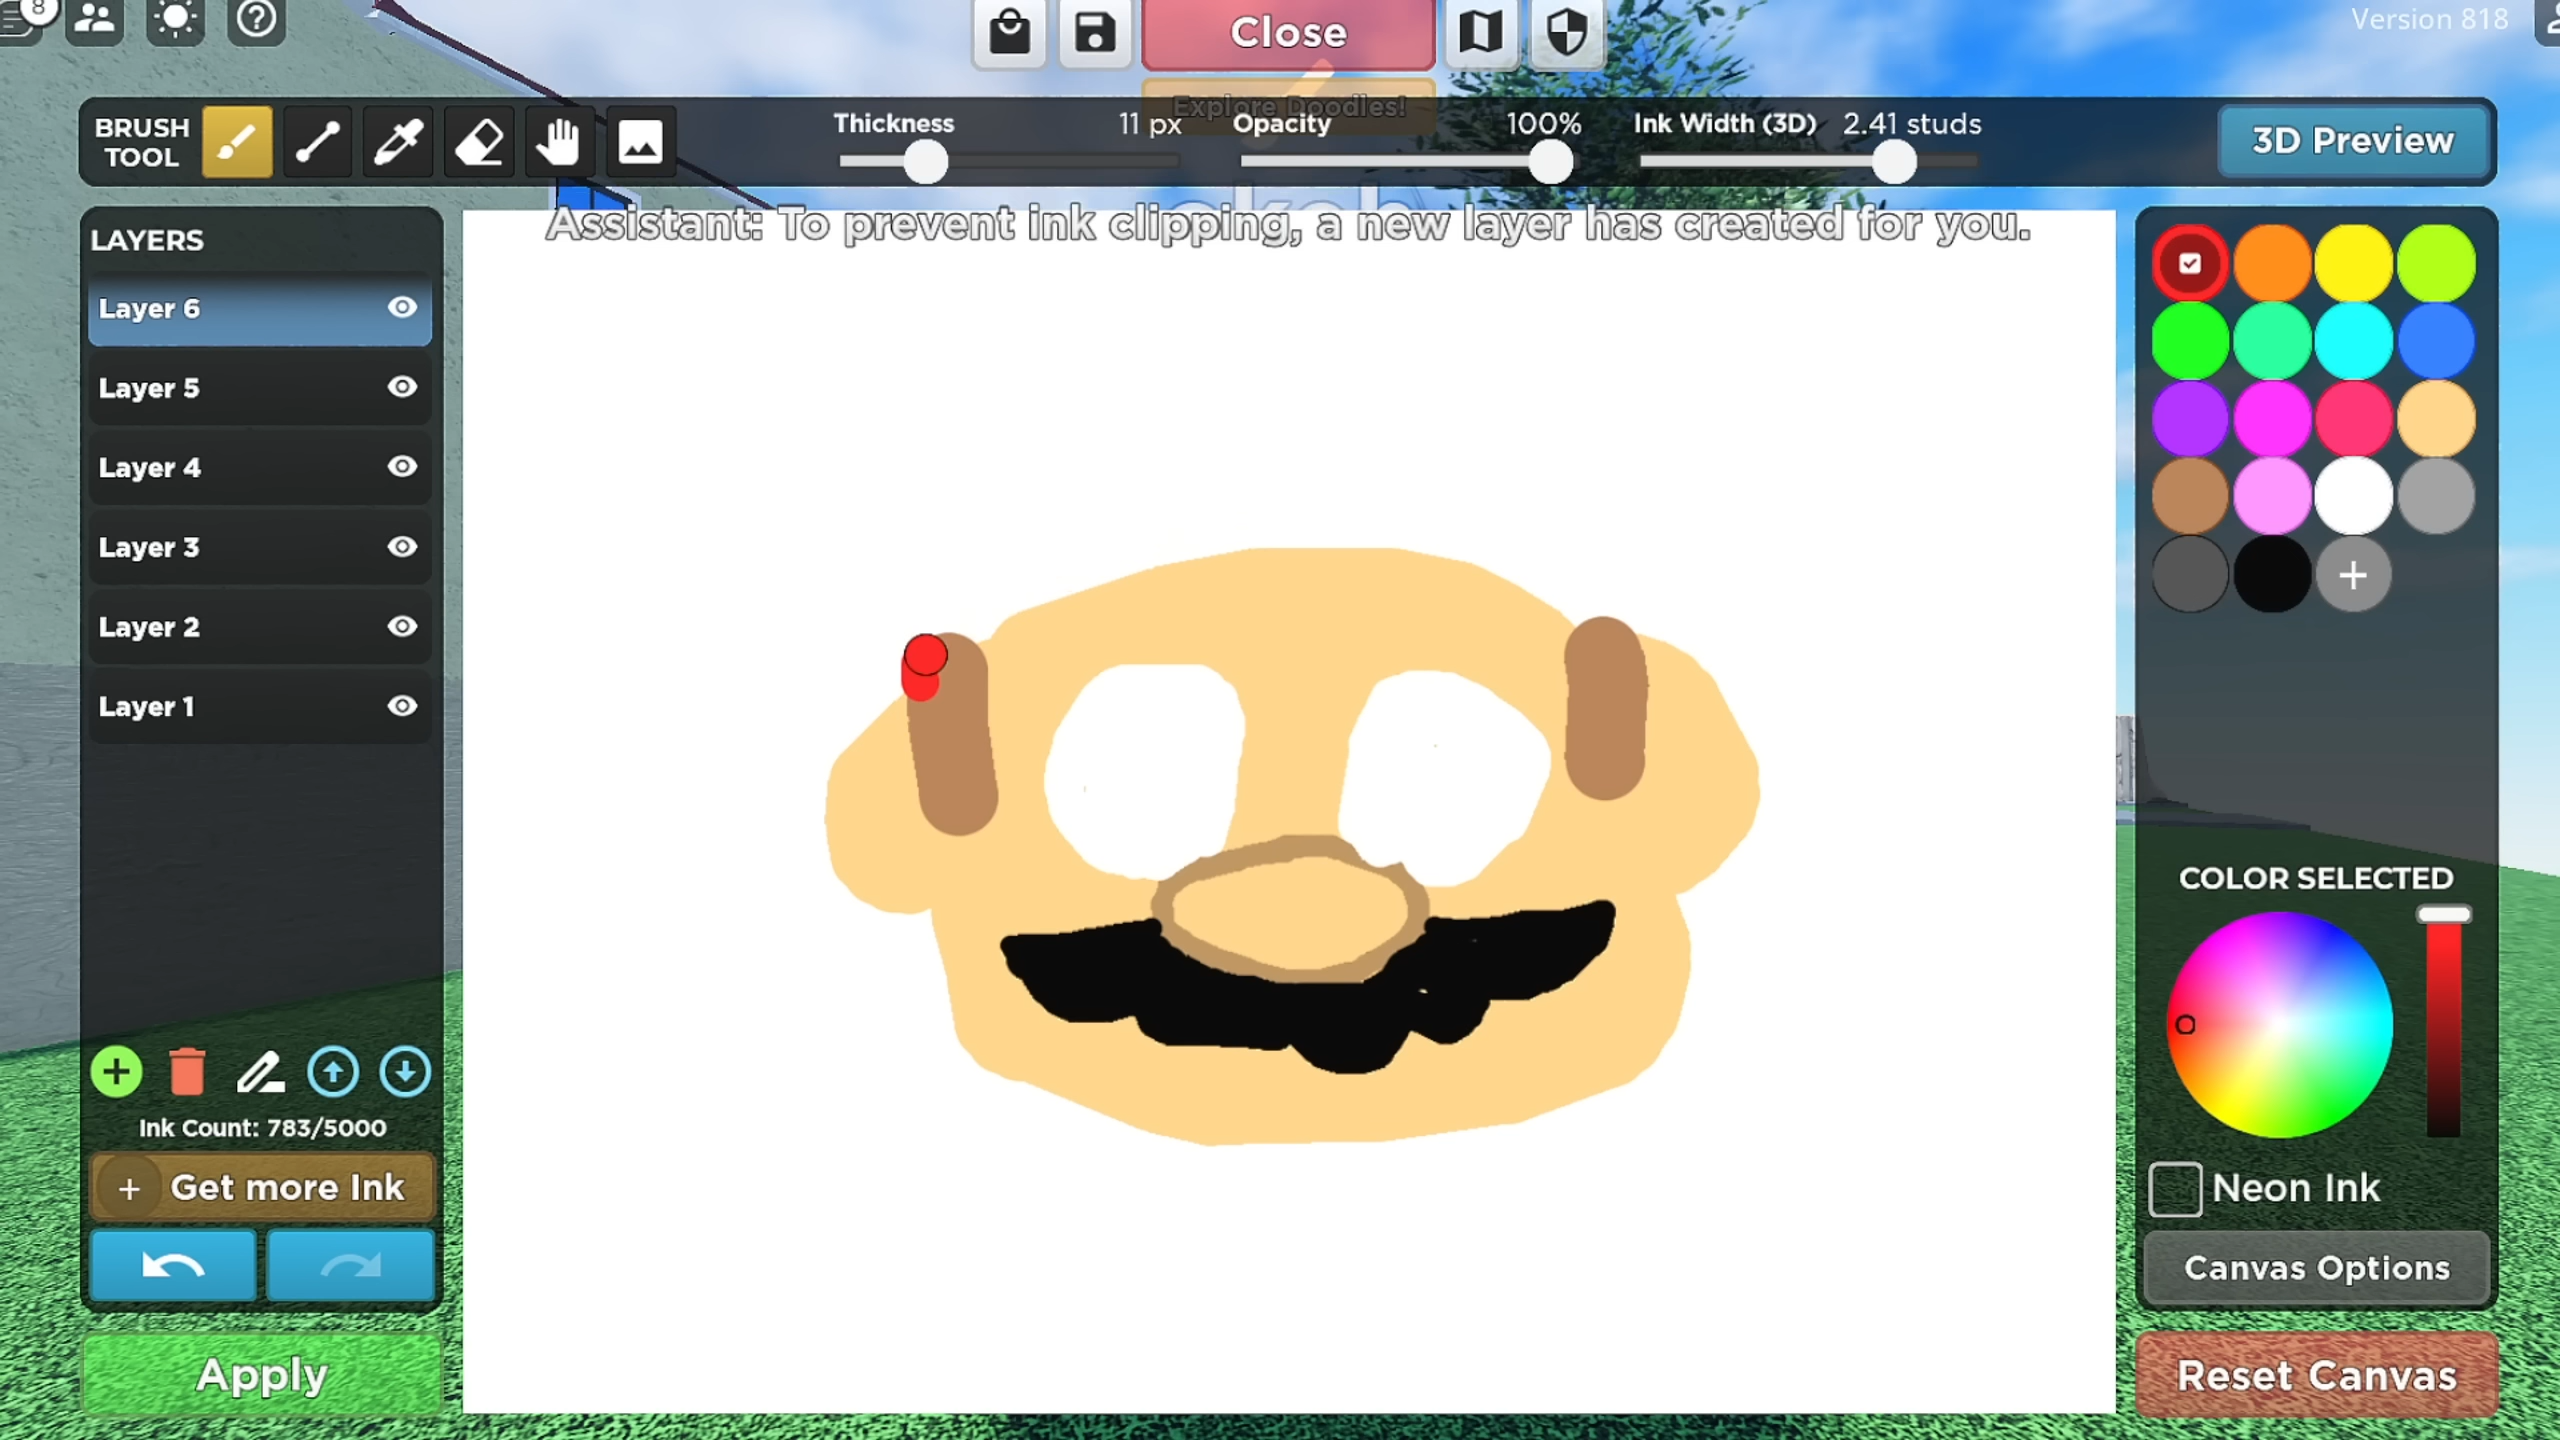 8
Close
Version 818
Explore Doodles!
BRUSH
TOOL
Thickness 11 px
Opacity 100%
Ink Width (3D) 2.41 studs
3D Preview
Assistant: To prevent ink clipping, a new layer has created for you.
LAYERS
Layer 6
Layer 5
Layer 4
Layer 3
Layer 2
Layer 1
Ink Count: 783/5000
+ Get more Ink
Apply
COLOR SELECTED
Neon Ink
Canvas Options
Reset Canvas